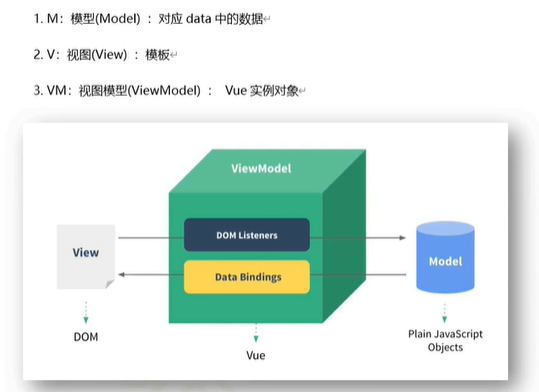 1. M：模型(Model) ：对应 data 中的数据
2. V：视图(View) ：模板
3. VM：视图模型(ViewModel) ： Vue 实例对象
ViewModel
DOM Listeners
View
Model
Data Bindings
DOM
Vue
Plain JavaScript
Objects